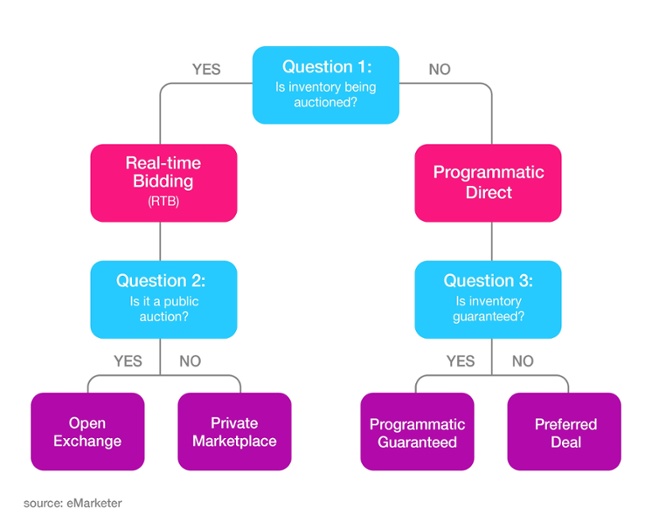 YES
Question 1:
Is inventory being
auctioned?
NO
Real-time
Bidding
(RTB)
Programmatic
Direct
Question 2:
Is it a public
auction?
Question 3:
Is inventory
guaranteed?
YES
NO
YES
NO
Open
Exchange
Private
Marketplace
Programmatic
Guaranteed
Preferred
Deal
source: eMarketer